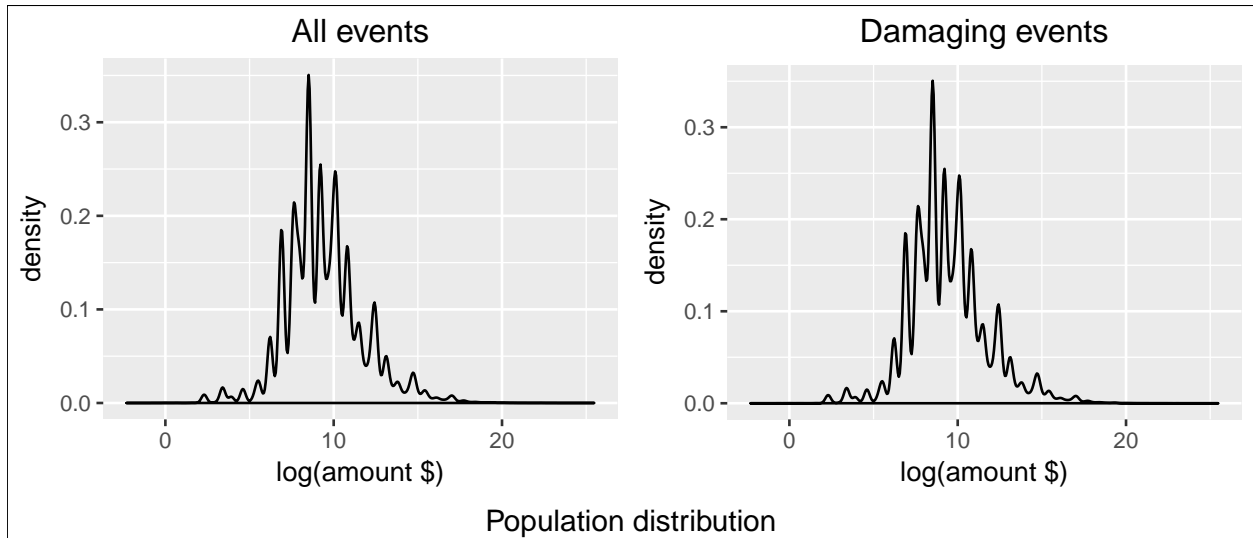 All events
density
0.3
0.2
0.1
0.0
0
10
20
log(amount $)
Damaging events
density
0.3
0.2
0.1
0.0
0
10
20
log(amount $)
Population distribution